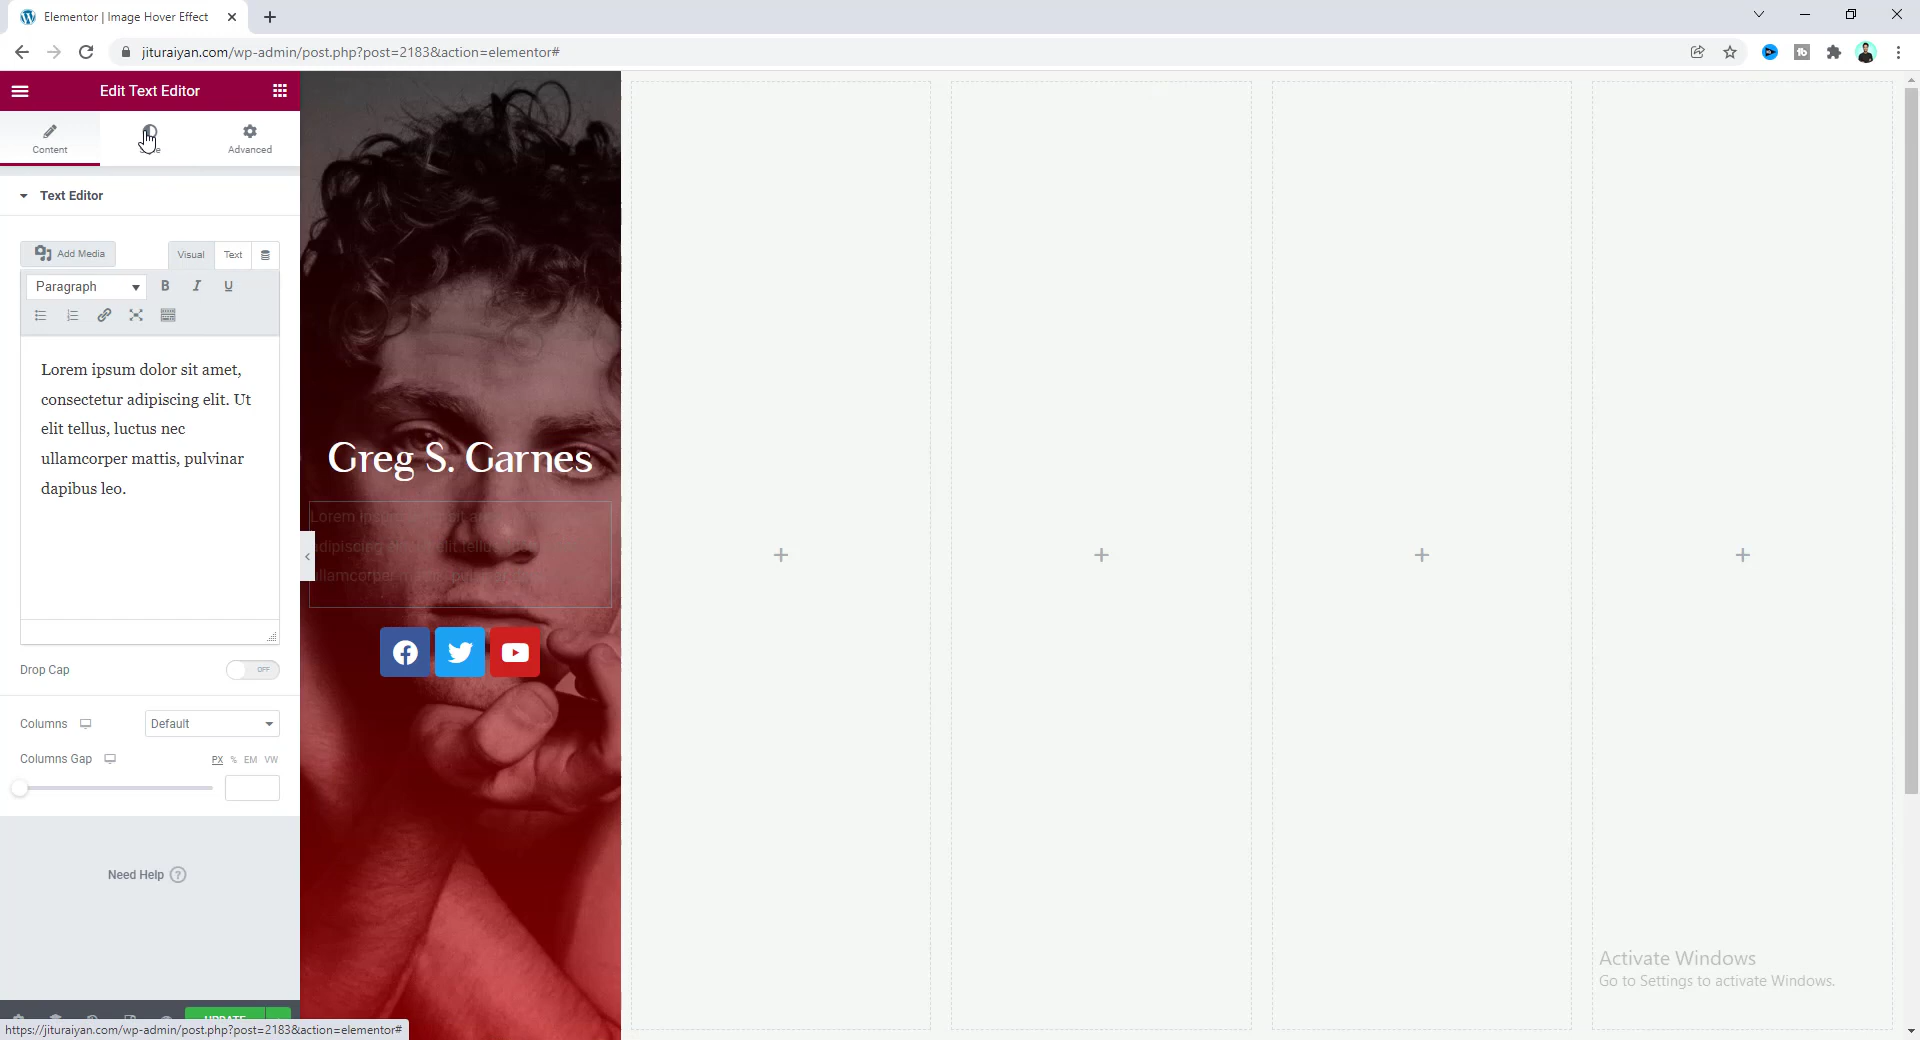 Elementor | Image Hover Effect
jituraiyan.com/wp-admin/post.php?post=2183&action=elementor#
Edit Text Editor
Content
Advanced
Text Editor
Add Media
Visual
Text
Paragraph
B
I
U
Lorem ipsum dolor sit amet,
consectetur adipiscing elit. Ut
elit tellus, luctus nec
ullamcorper mattis, pulvinar
dapibus leo.
Drop Cap
OFF
Columns
Default
Columns Gap
PX % EM VW
Need Help ?
UPDATE
https://jituraiyan.com/wp-admin/post.php?post=2183&action=elementor#
Greg S. Garnes
Lorem
Activate Windows
Go to Settings to activate Windows.